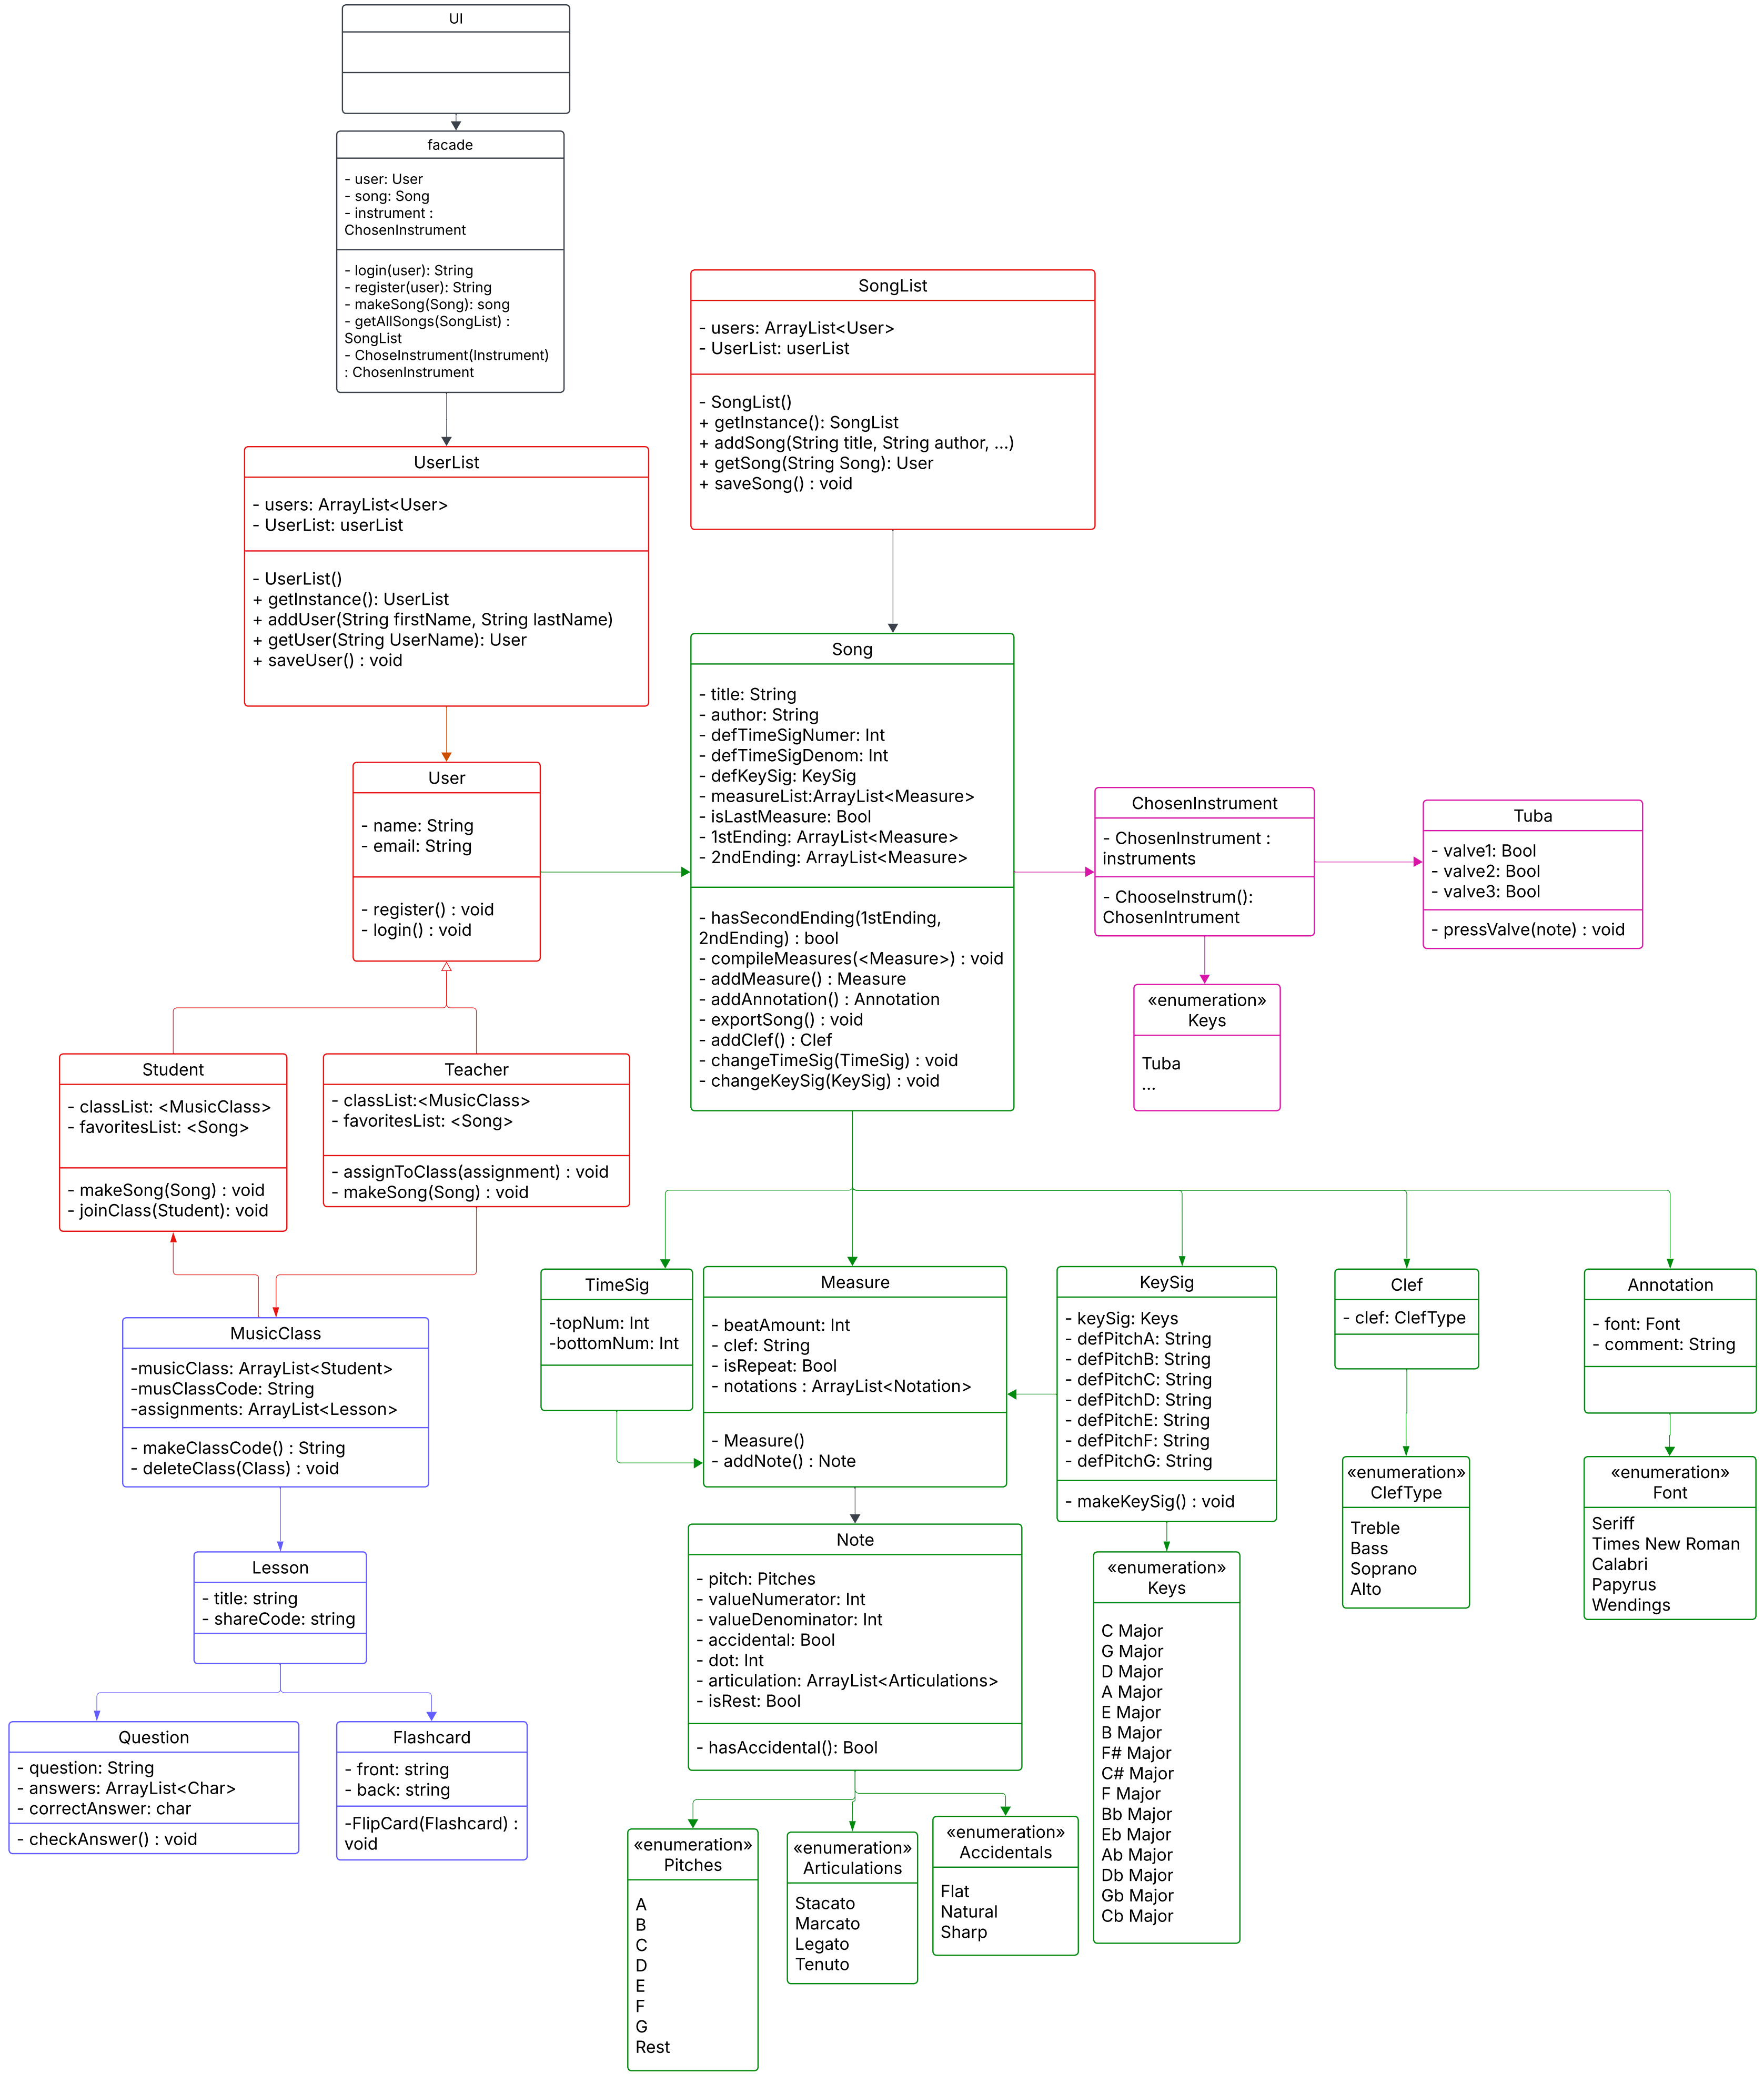 UI
facade
- user: User
- song: Song
- instrument :
ChosenInstrument
- login(user): String
- register(user): String
- makeSong(Song): song
- getAllSongs(SongList) :
SongList
- ChoseInstrument(Instrument)
: ChosenInstrument
SongList
- users: ArrayList<User>
- UserList: userList
- SongList()
+ getInstance(): SongList
+ addSong(String title, String author, ...)
+ getSong(String Song): User
+ saveSong() : void
UserList
- users: ArrayList<User>
- UserList: userList
- UserList()
+ getInstance(): UserList
+ addUser(String firstName, String lastName)
+ getUser(String UserName): User
+ saveUser() : void
User
- name: String
- email: String
- register() : void
- login() : void
Song
- title: String
- author: String
- defTimeSigNumer: Int
- defTimeSigDenom: Int
- defKeySig: KeySig
- measureList:ArrayList<Measure>
- isLastMeasure: Bool
- 1stEnding: ArrayList<Measure>
- 2ndEnding: ArrayList<Measure>
- hasSecondEnding(1stEnding,
2ndEnding) : bool
- compileMeasures(<Measure>) : void
- addMeasure() : Measure
- addAnnotation() : Annotation
- exportSong() : void
- addClef() : Clef
- changeTimeSig(TimeSig) : void
- changeKeySig(KeySig) : void
ChosenInstrument
- ChosenInstrument :
instruments
- ChooseInstrum():
ChosenIntrument
Tuba
- valve1: Bool
- valve2: Bool
- valve3: Bool
- pressValve(note) : void
«enumeration»
Keys
Tuba
...
Student
- classList: <MusicClass>
- favoritesList: <Song>
- makeSong(Song) : void
- joinClass(Student): void
Teacher
- classList:<MusicClass>
- favoritesList: <Song>
- assignToClass(assignment) : void
- makeSong(Song) : void
MusicClass
-musicClass: ArrayList<Student>
-musClassCode: String
-assignments: ArrayList<Lesson>
- makeClassCode() : String
- deleteClass(Class) : void
TimeSig
-topNum: Int
-bottomNum: Int
Measure
- beatAmount: Int
- clef: String
- isRepeat: Bool
- notations : ArrayList<Notation>
- Measure()
- addNote() : Note
KeySig
- keySig: Keys
- defPitchA: String
- defPitchB: String
- defPitchC: String
- defPitchD: String
- defPitchE: String
- defPitchF: String
- defPitchG: String
- makeKeySig() : void
Clef
- clef: ClefType
Annotation
- font: Font
- comment: String
«enumeration»
ClefType
Treble
Bass
Soprano
Alto
«enumeration»
Font
Seriff
Times New Roman
Calabri
Papyrus
Wendings
Lesson
- title: string
- shareCode: string
Note
- pitch: Pitches
- valueNumerator: Int
- valueDenominator: Int
- accidental: Bool
- dot: Int
- articulation: ArrayList<Articulations>
- isRest: Bool
- hasAccidental(): Bool
«enumeration»
Keys
C Major
G Major
D Major
A Major
E Major
B Major
F# Major
C# Major
F Major
Bb Major
Eb Major
Ab Major
Db Major
Gb Major
Cb Major
Question
- question: String
- answers: ArrayList<Char>
- correctAnswer: char
- checkAnswer() : void
Flashcard
- front: string
- back: string
-FlipCard(Flashcard) :
void
«enumeration»
Pitches
A
B
C
D
E
F
G
Rest
«enumeration»
Articulations
Stacato
Marcato
Legato
Tenuto
«enumeration»
Accidentals
Flat
Natural
Sharp